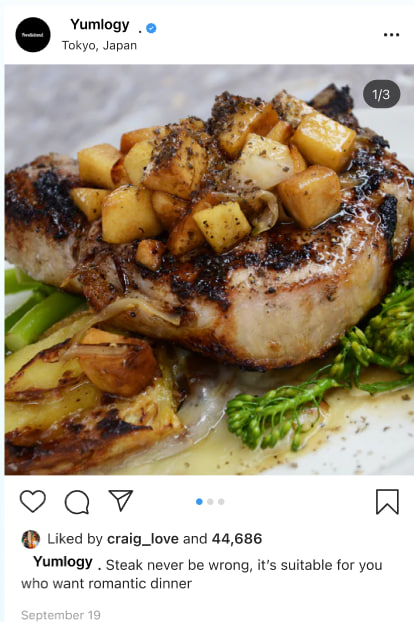 Yumlogy .
Tokyo, Japan
1/3
Liked by craig_love and 44,686
Yumlogy . Steak never be wrong, it's suitable for you
who want romantic dinner
September 19